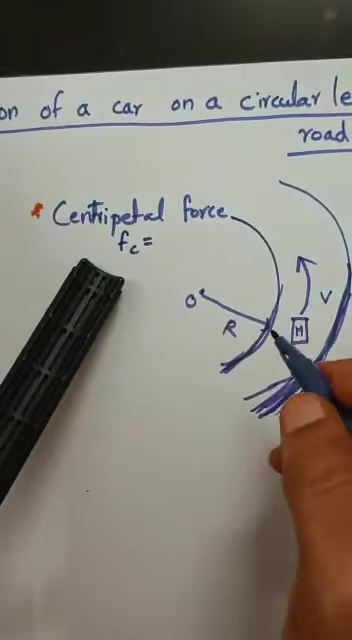 on of a car on a circular le
road
* Centripetal force
fc =
O
R
V
M